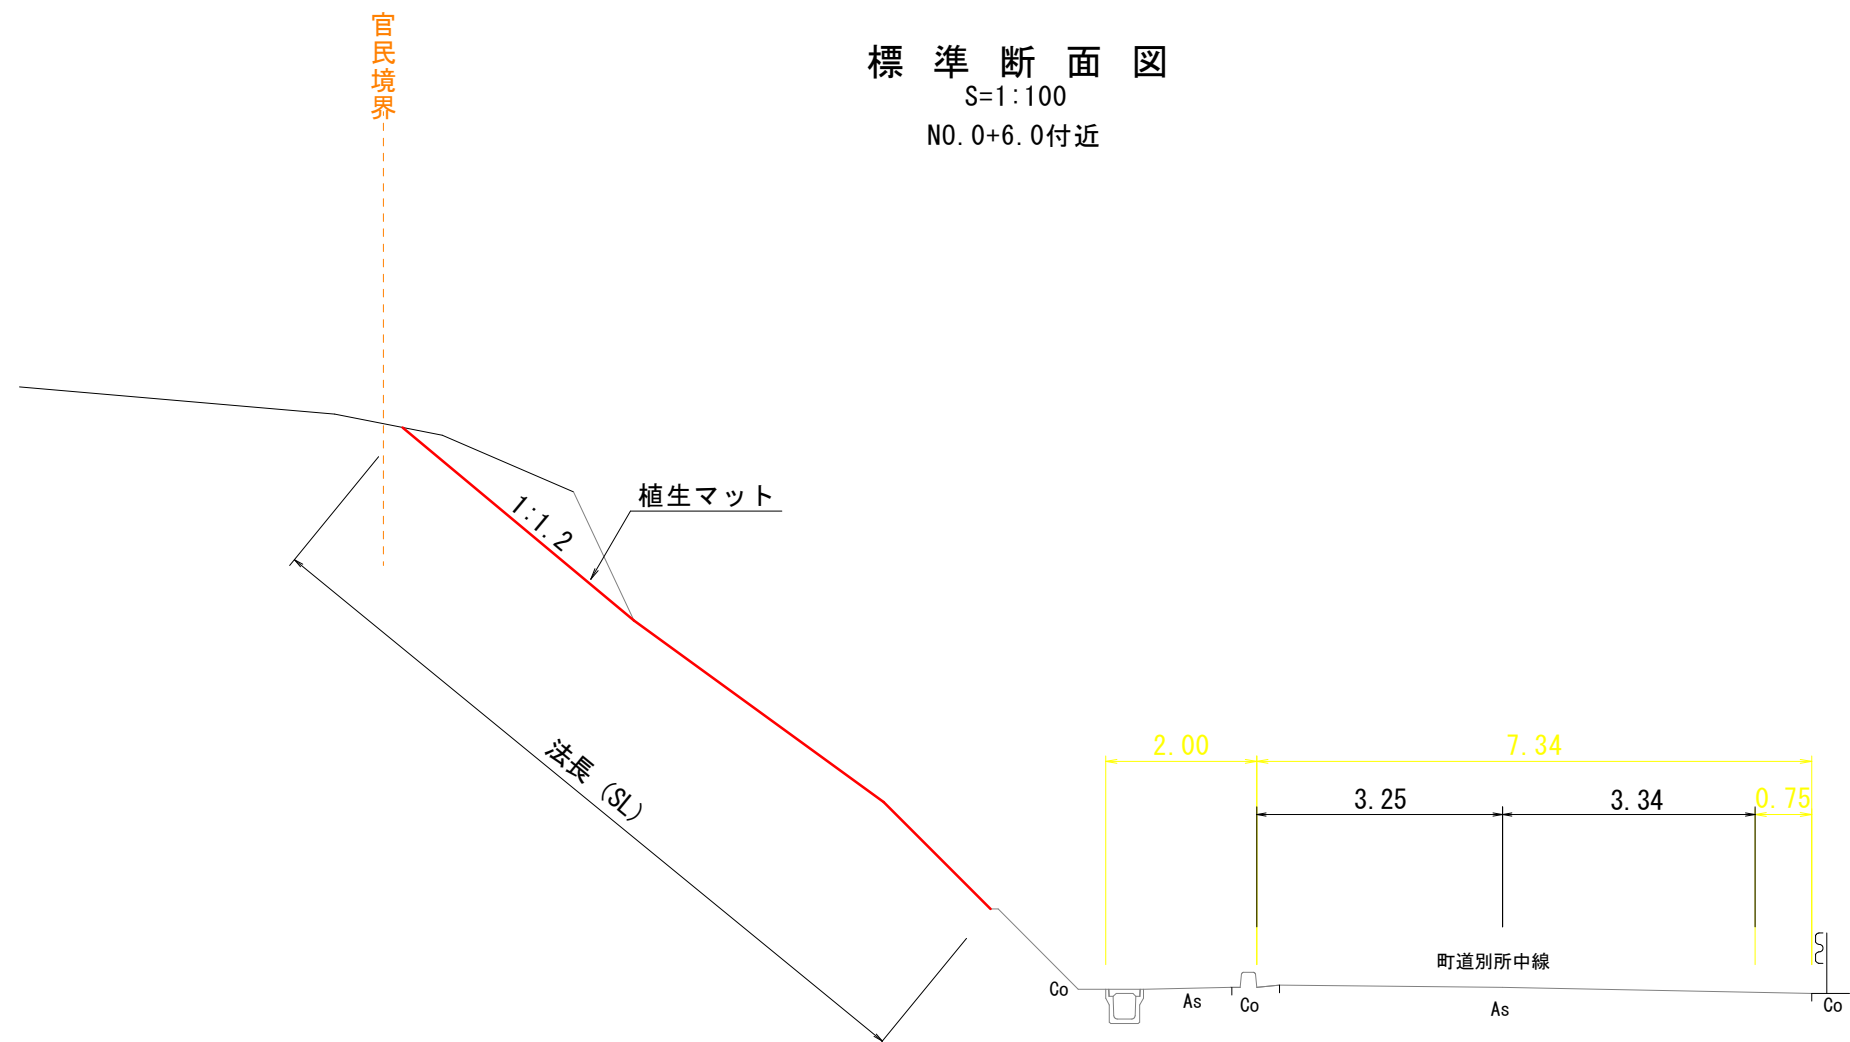 官民境界
標準断面図
S=1:100
NO.0+6.0付近
植生マット
1:1.2
法長(SL)
2.00
7.34
3.25
3.34
0.75
町道別所中線
Co
As
Co
As
Co